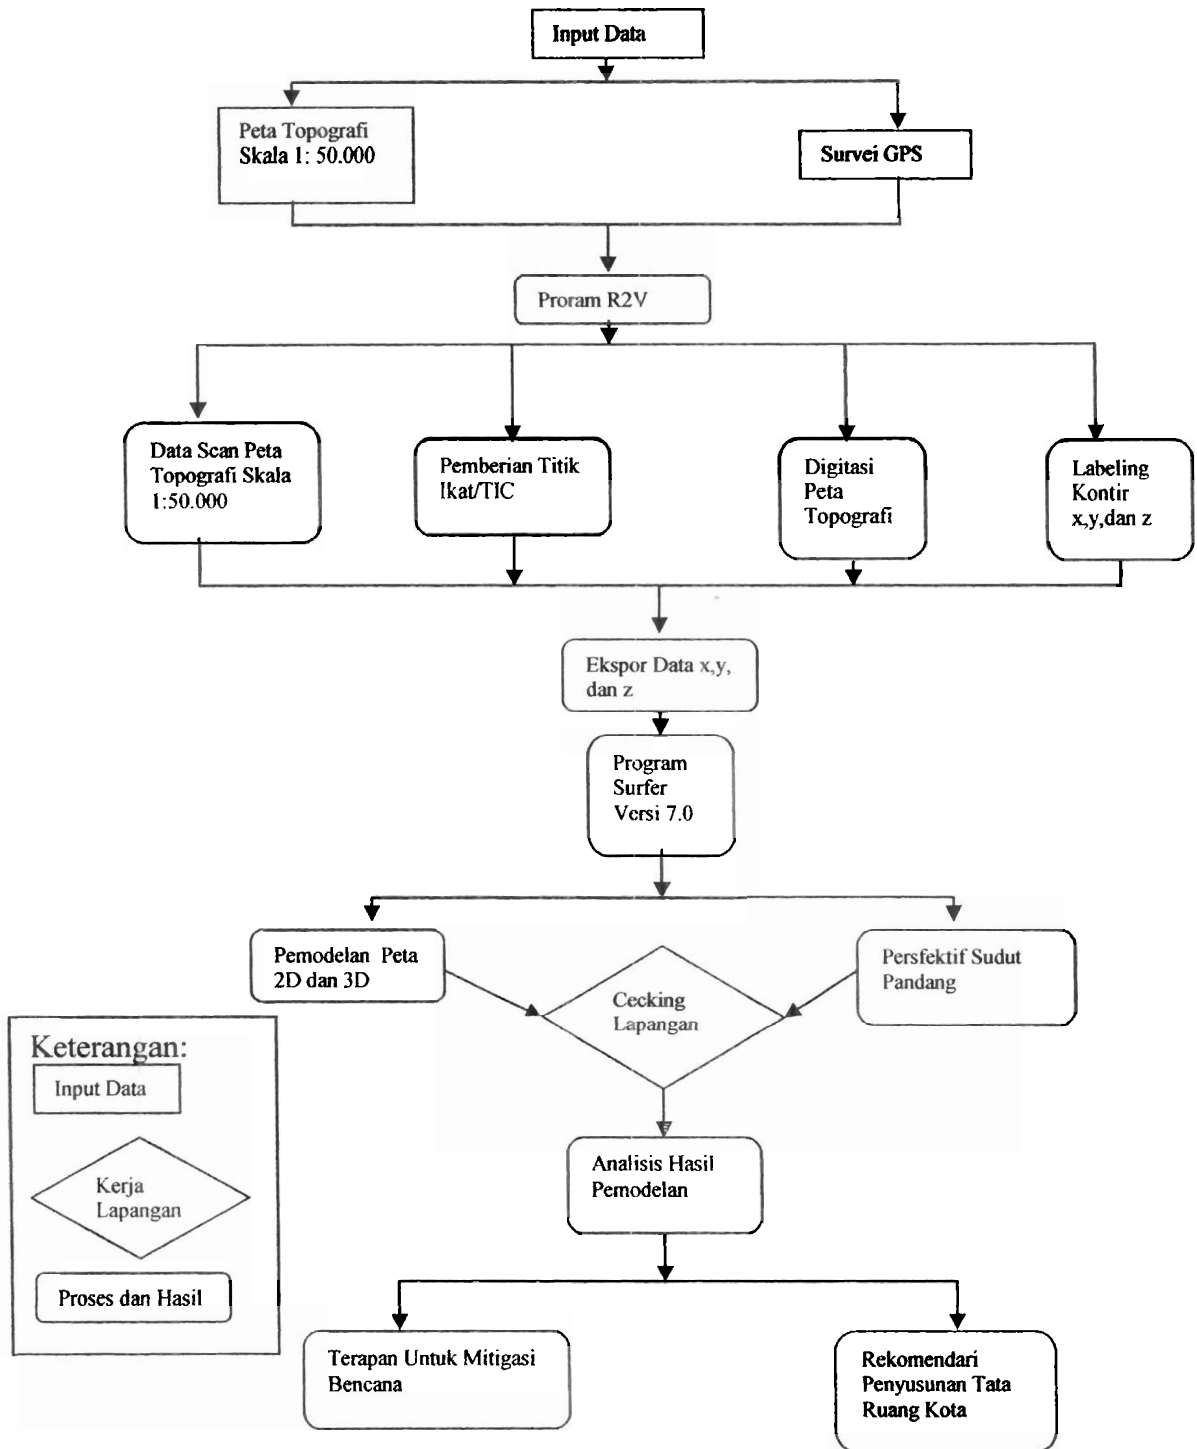 Input Data
Peta Topografi
Skala 1: 50.000
Survei GPS
Proram R2V
Data Scan Peta
Topografi Skala
1:50.000
Pemberian Titik
Ikat/TIC
Digitasi
Peta
Topografi
Labeling
Kontir
x,y,dan z
Ekspor Data x,y,
dan z
Program
Surfer
Versi 7.0
Pemodelan Peta
2D dan 3D
Cecking
Lapangan
Persfektif Sudut
Pandang
Keterangan:
Input Data
Kerja
Lapangan
Proses dan Hasil
Analisis Hasil
Pemodelan
Terapan Untuk Mitigasi
Bencana
Rekomendari
Penyusunan Tata
Ruang Kota